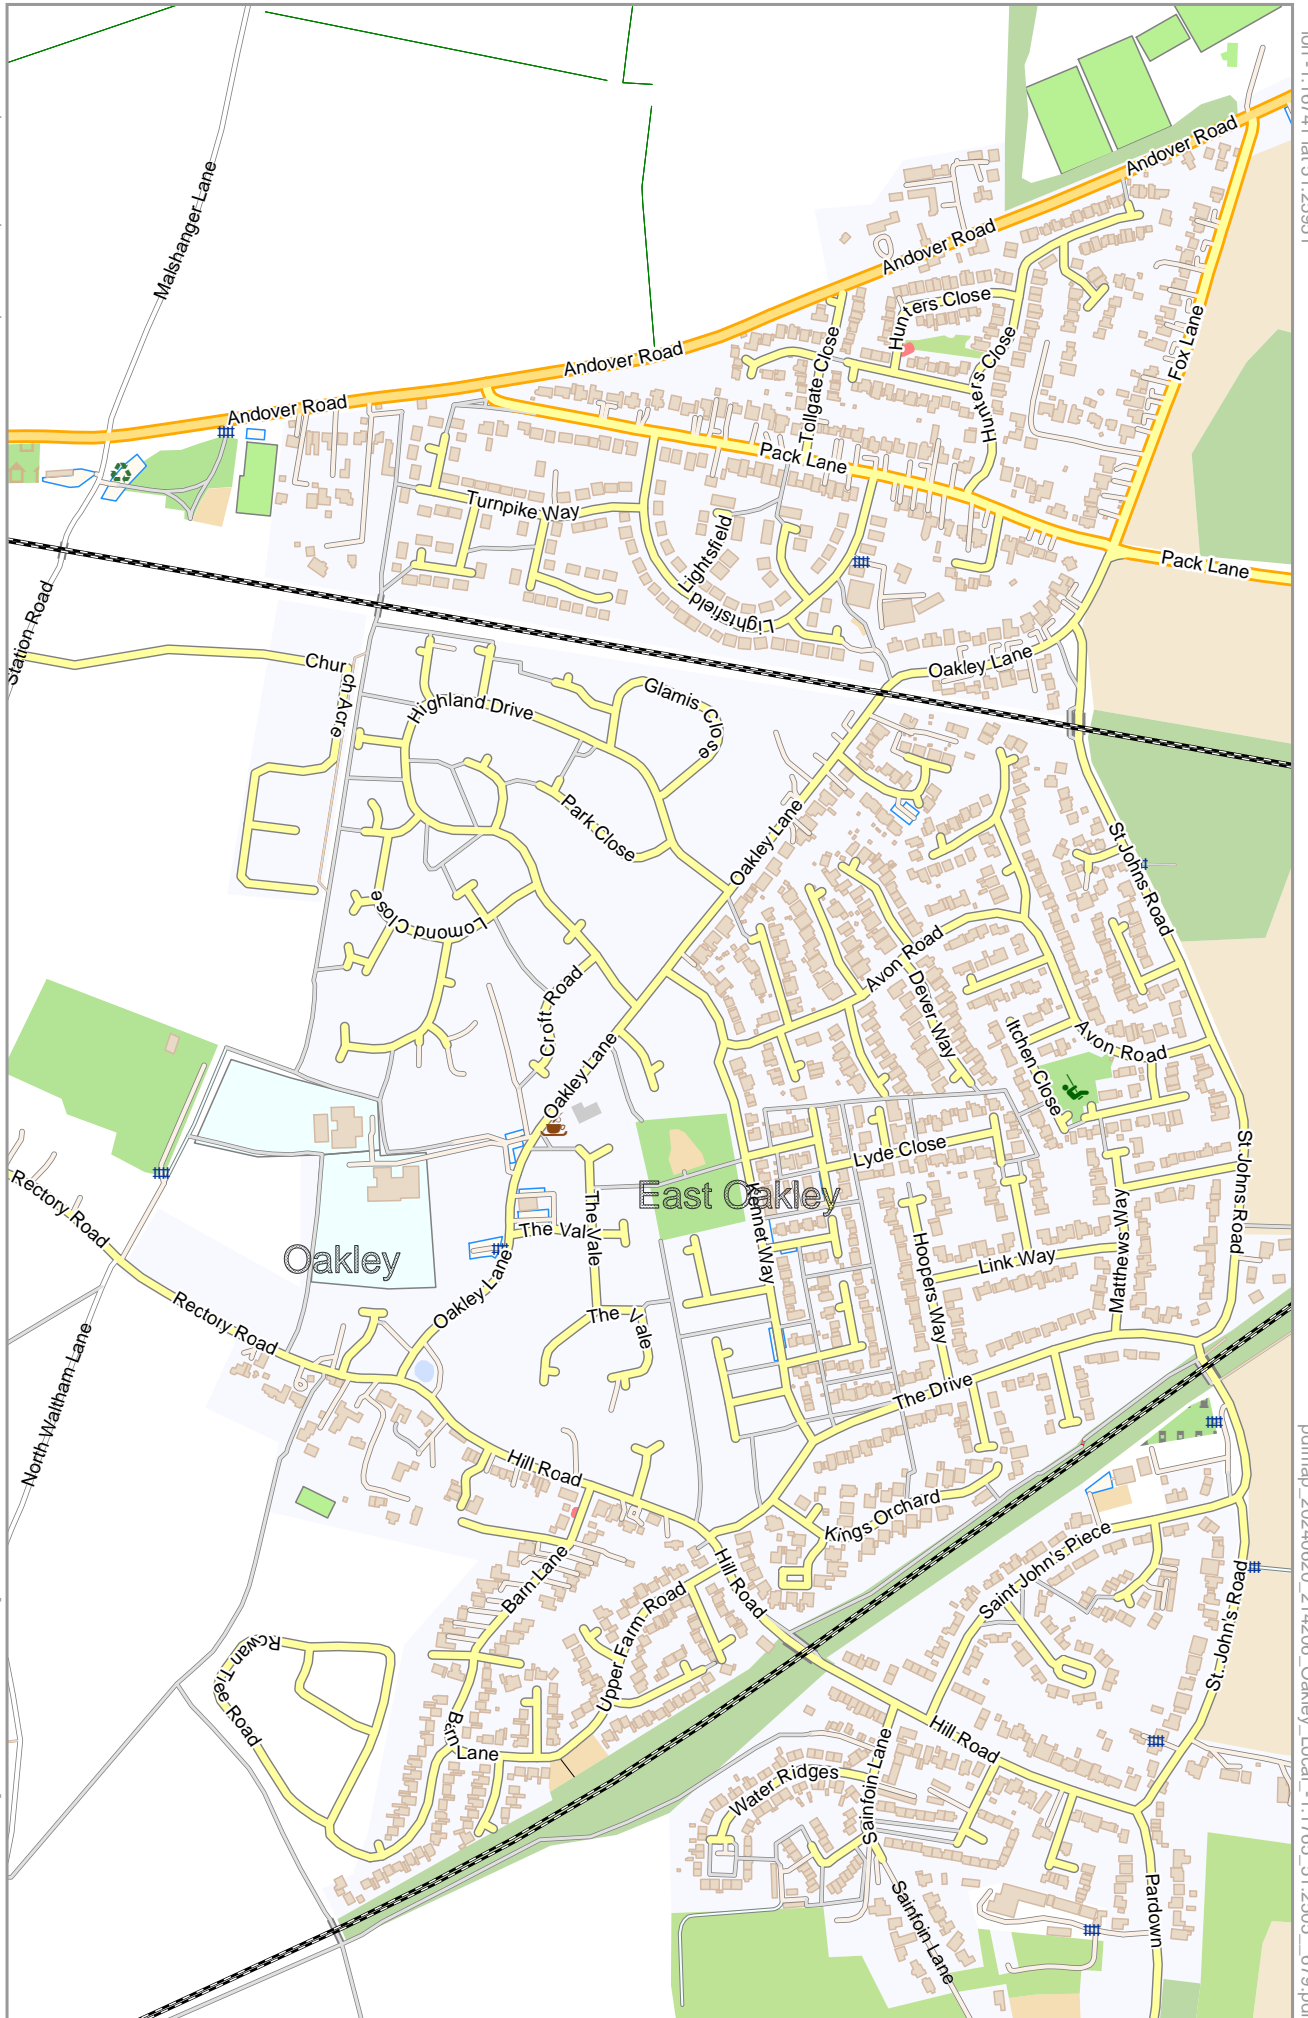 Andover Road
Malshanger Lane
Andover Road
Hunters Close
Fox Lane
Hunters Close
Tollgate Close
Andover Road
Andover Road
Pack Lane
Turnpike Way
Lightsfield
Lightsfield
Pack Lane
Station Road
Church Acre
Oakley Lane
Highland Drive
Glamis Close
Park Close
Oakley Lane
St Johns Road
Lomond Close
Avon Road
Dever Way
Croft Road
Itchen Close
Avon Road
Oakley Lane
Lyde Close
St Johns Road
East Oakley
Kennet Way
Rectory Road
The Vale
The Vale
Matthews Way
Hoopers Way
Link Way
Oakley
Oakley Lane
Rectory Road
The Vale
North Waltham Lane
The Drive
Hill Road
Kings Orchard
Saint John's Piece
Barn Lane
Hill Road
Upper Farm Road
St. John's Road
Rowan Tree Road
Barn Lane
Hill Road
Water Ridges
Sainfoin Lane
Sainfoin Lane
Pardown